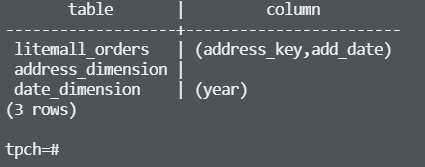 table | column
-------------------+-------------------------
litemall_orders | (address_key,add_date)
address_dimension |
date_dimension | (year)
(3 rows)
tpch=#